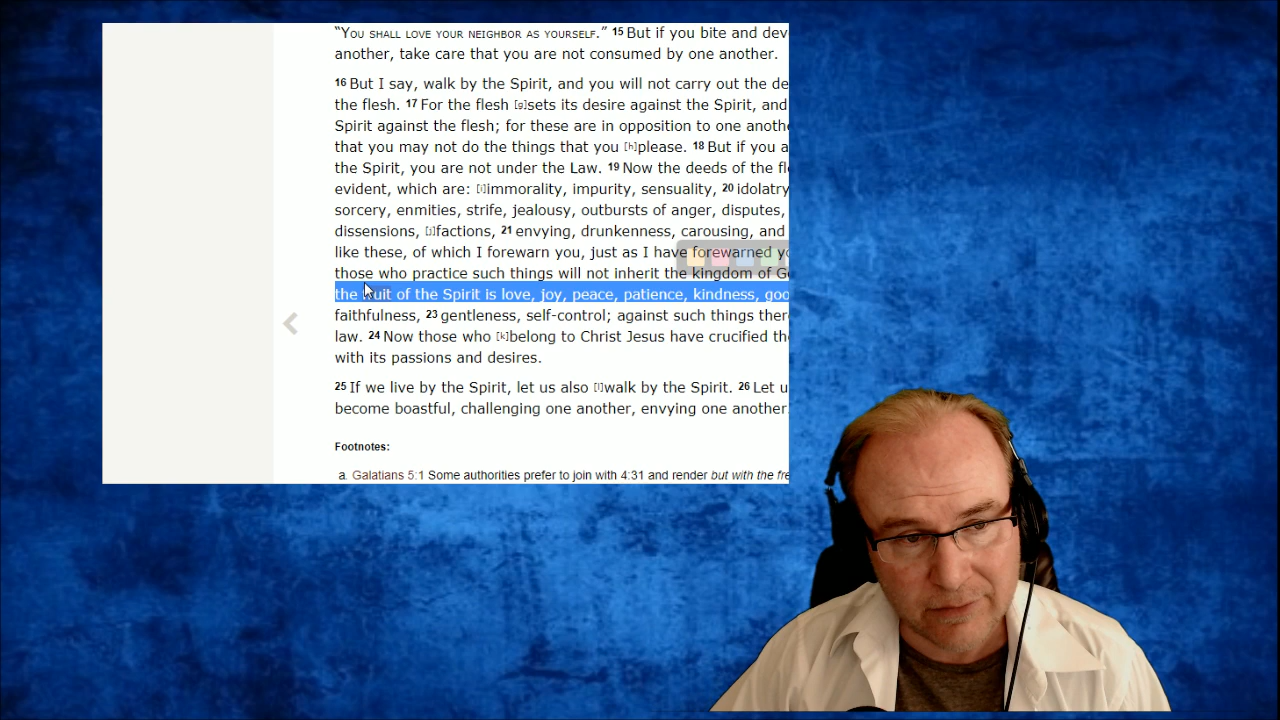 “YOU SHALL LOVE YOUR NEIGHBOR AS YOURSELF.” 15 But if you bite and
another, take care that you are not consumed by one another.
16 But I say, walk by the Spirit, and you will not carry out the
the flesh. 17 For the flesh [g]sets its desire against the Spirit, and
Spirit against the flesh; for these are in opposition to one
that you may not do the things that you [h]please. 18 But if you
the Spirit, you are not under the Law. 19 Now the deeds of the
evident, which are: [i]immorality, impurity, sensuality, 20 idolatry
sorcery, enmities, strife, jealousy, outbursts of anger, disputes,
dissensions, [j]factions, 21 envying, drunkenness, carousing, and
like these, of which I forewarn you, just as I have forewarned
those who practice such things will not inherit the kingdom of
the fruit of the Spirit is love, joy, peace, patience, kindness,
faithfulness, 23 gentleness, self-control; against such things
law. 24 Now those who [k]belong to Christ Jesus have crucified
with its passions and desires.
25 If we live by the Spirit, let us also [l]walk by the Spirit. 26 Let
become boastful, challenging one another, envying one another.
Footnotes:
a. Galatians 5:1 Some authorities prefer to join with 4:31 and render but with the